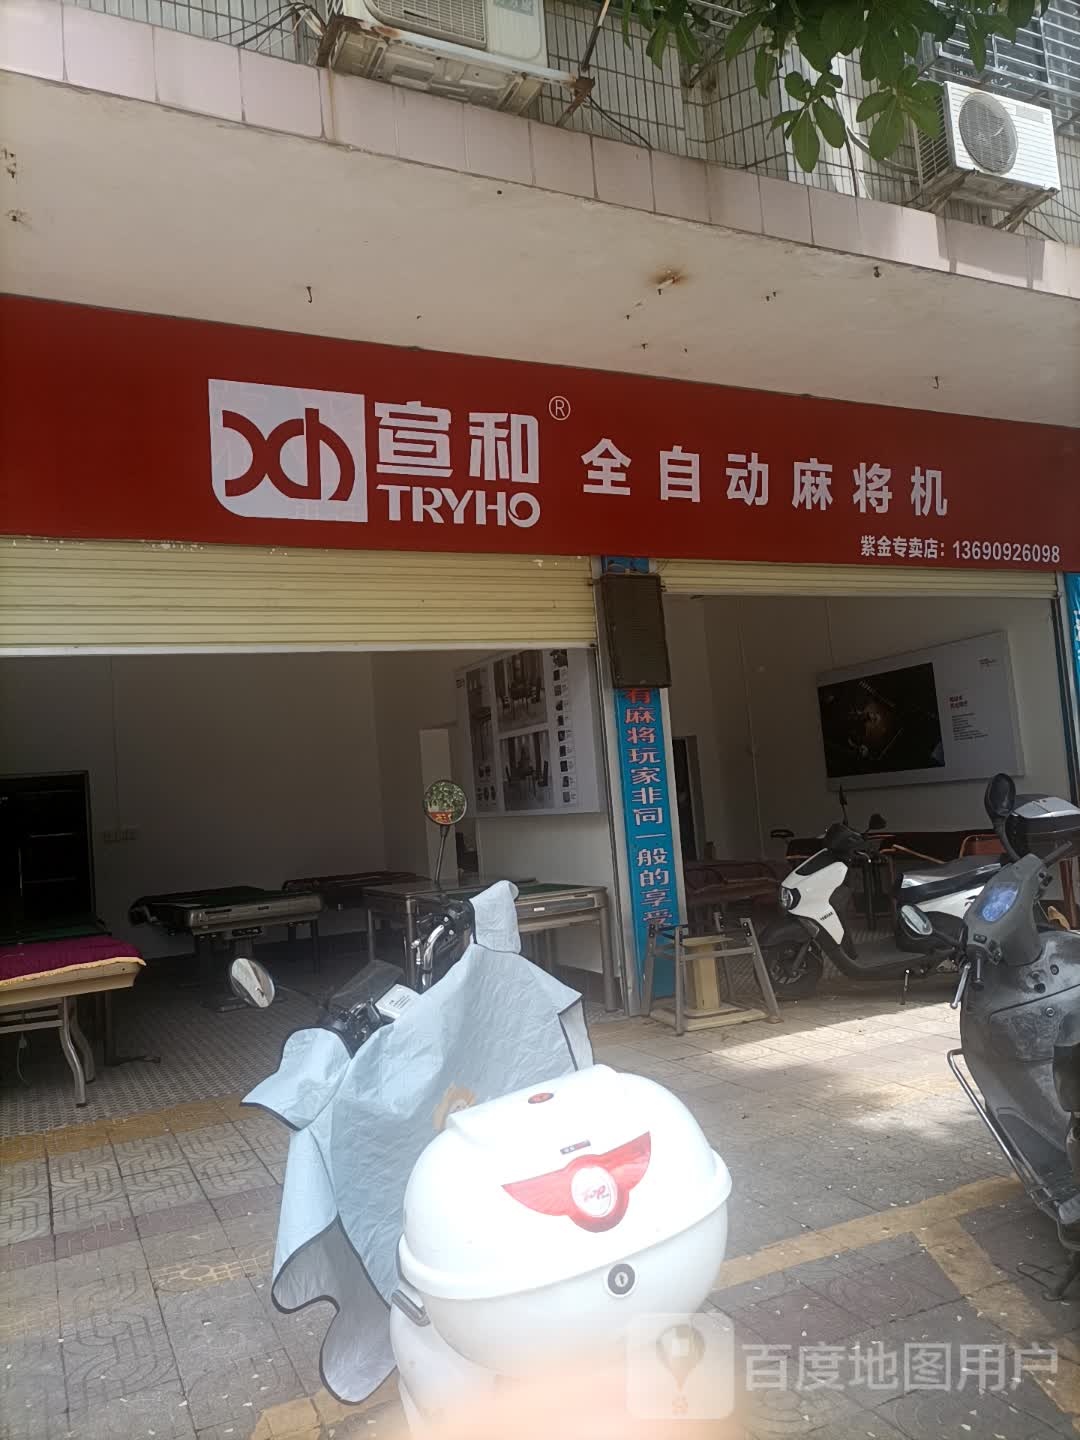 宣和®
TRYHO
全自动麻将机
紫金专卖店：13690926098
有麻将玩家非同一般的享受
百度地图用户